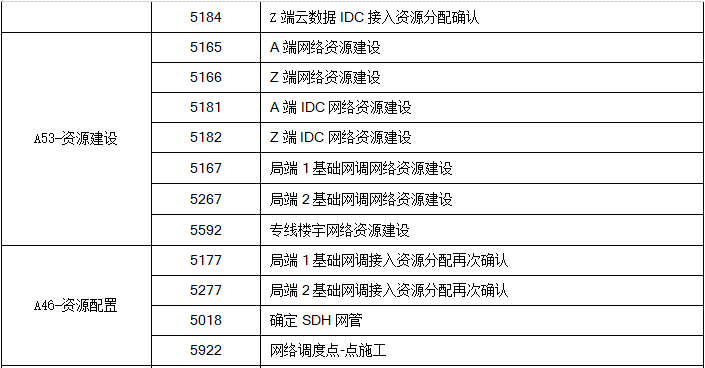 5184 Z 端云数据 IDC 接入资源分配确认
A53-资源建设
5165 A 端网络资源建设
5166 Z 端网络资源建设
5181 A 端 IDC 网络资源建设
5182 Z 端 IDC 网络资源建设
5167 局端 1 基础网调网络资源建设
5267 局端 2 基础网调网络资源建设
5592 专线楼宇网络资源建设
A46-资源配置
5177 局端 1 基础网调接入资源分配再次确认
5277 局端 2 基础网调接入资源分配再次确认
5018 确定 SDH 网管
5922 网络调度点-点施工